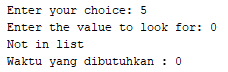 Enter your choice: 5
Enter the value to look for: 0
Not in list
Waktu yang dibutuhkan : 0